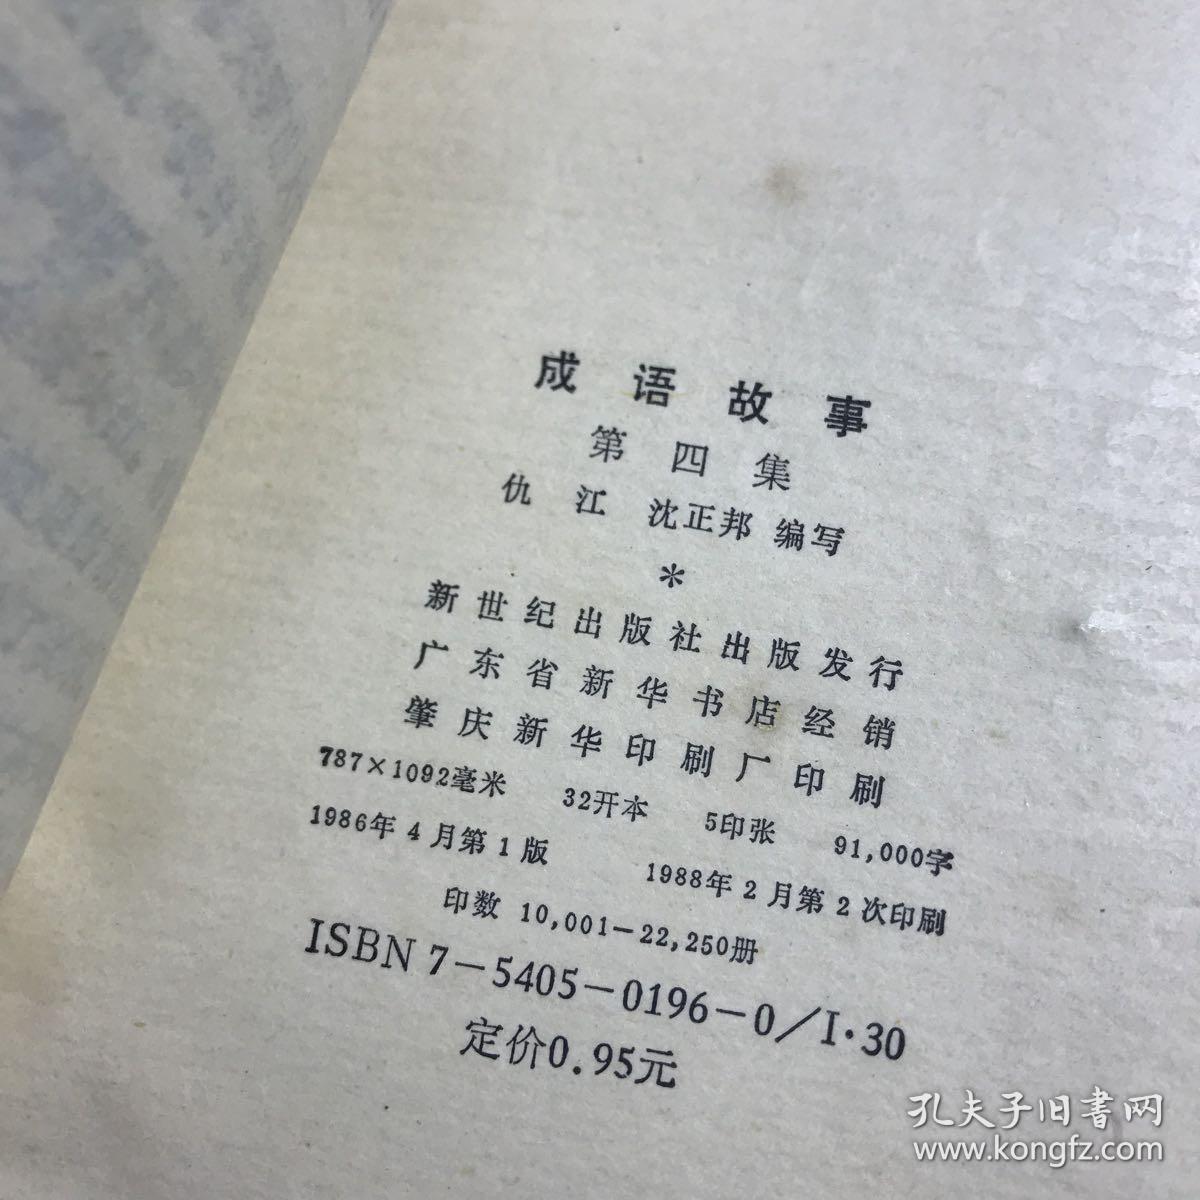 成语故事
第四集
仇江 沈正邦 编写
*
新世纪出版社出版发行
广东省新华书店经销
肇庆新华印刷厂印刷
787×1092毫米 32开本 5印张 91,000字
1986年4月第1版 1988年2月第2次印刷
印数 10,001—22,250册
ISBN 7-5405-0196-0/I·30
定价0.95元
孔夫子旧书网
www.kongfz.com